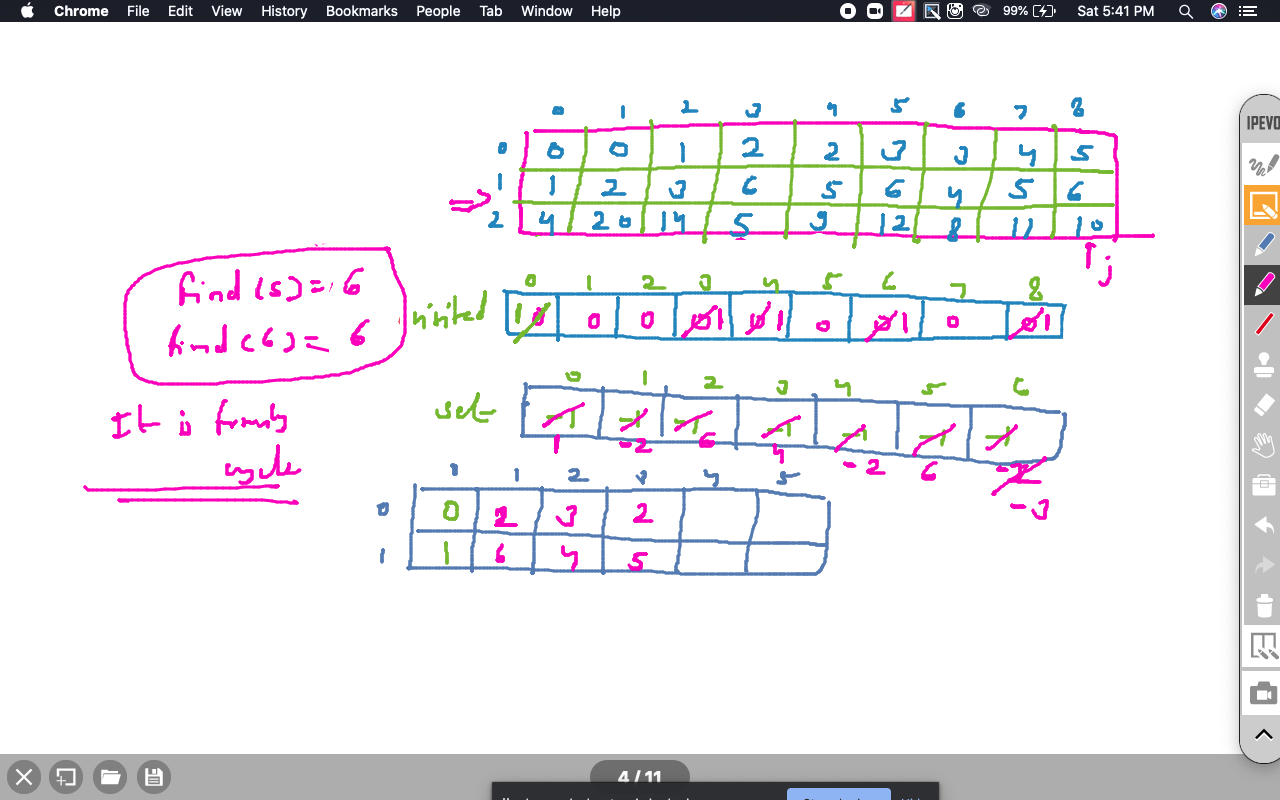 Chrome File Edit View History Bookmarks People Tab Window Help 99% Sat 5:41 PM
IPEVO
0 1 2 3 4 5 6 7 8
0 0 0 1 2 2 3 3 4 5
1 1 2 3 6 5 6 4 5 6
=> 2 4 20 14 5 9 12 8 11 10
j
find(5)=6
find(6)=6
It is
cycle
0 1 2 3 4 5 6 7 8
1 0 0 0 0 1 0 1 0 0 1 0 0 1
0 1 2 3 4 5 6
set -1 -1 -1 -1 -1 -1 -1
1 -2 6 4 -2 6 -2
-3
0 1 2 3 4 5
0 0 2 3 2
1 1 6 4 5
4 / 11